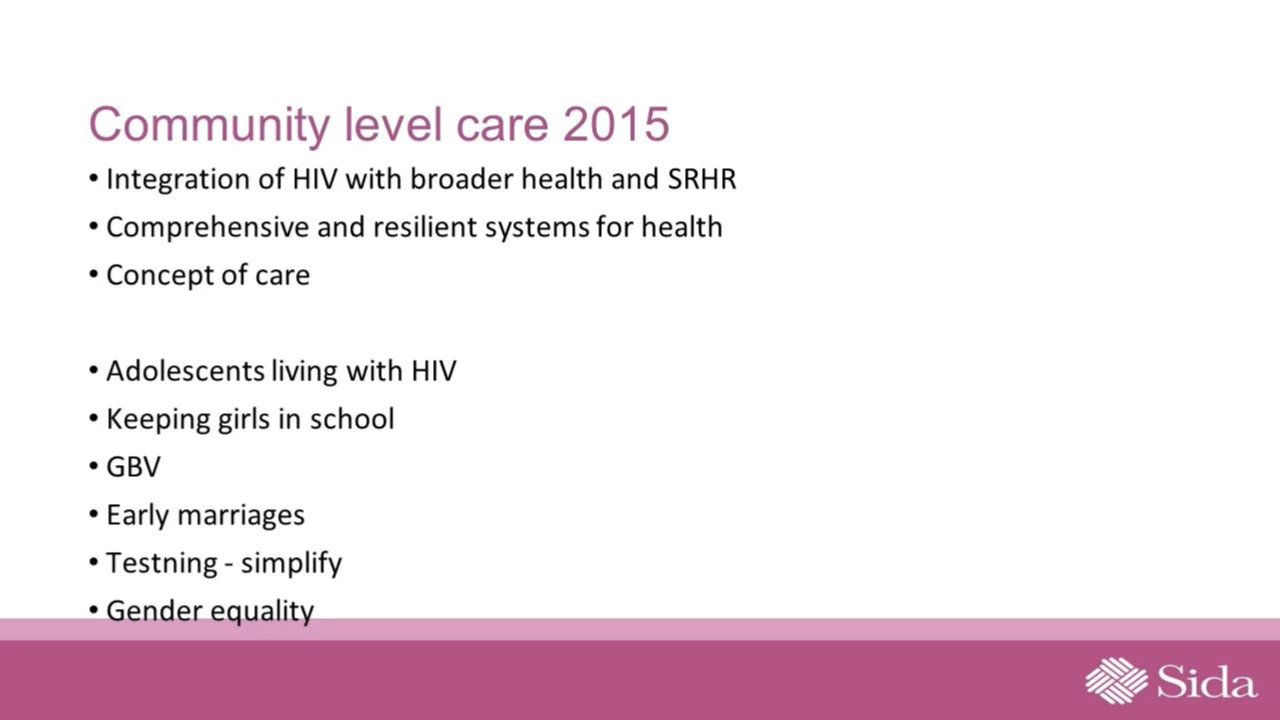 Community level care 2015
• Integration of HIV with broader health and SRHR
• Comprehensive and resilient systems for health
• Concept of care
• Adolescents living with HIV
• Keeping girls in school
• GBV
• Early marriages
• Testning - simplify
• Gender equality
Sida